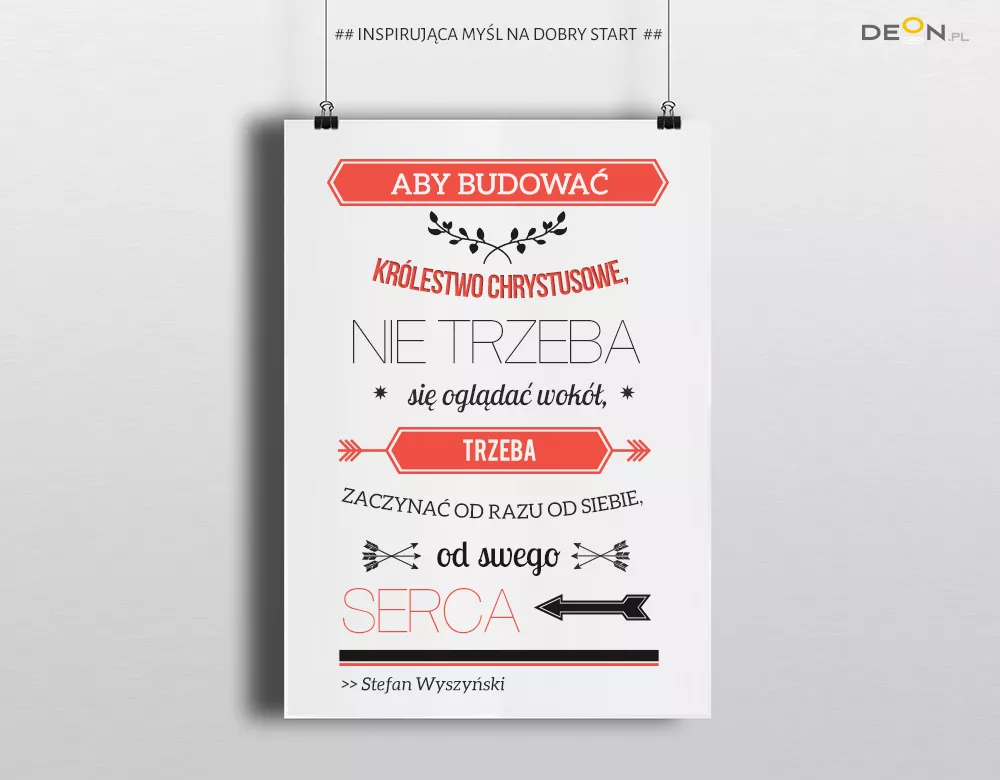 ## INSPIRUJĄCA MYŚL NA DOBRY START ##
DEON.PL
ABY BUDOWAĆ
KRÓLESTWO CHRYSTUSOWE,
NIE TRZEBA
się oglądać wokół,
TRZEBA
ZACZYNAĆ OD RAZU OD SIEBIE,
od swego
SERCA
>> Stefan Wyszyński